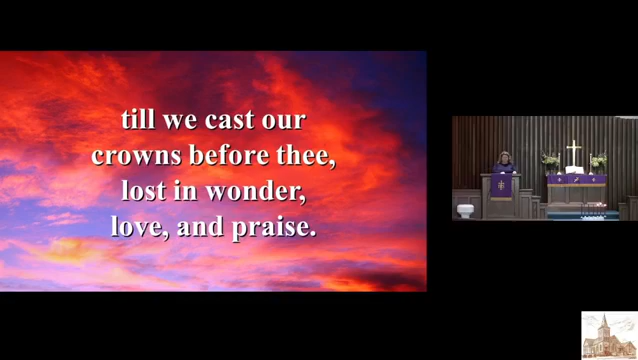 till we cast our
crowns before thee,
lost in wonder,
love, and praise.